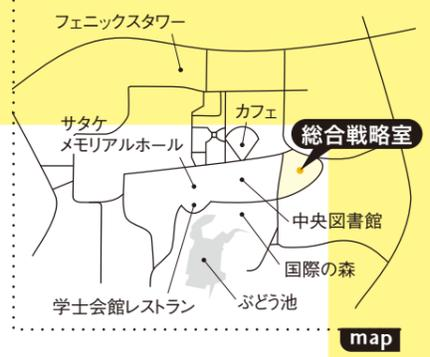 フェニックスタワー
カフェ
サタケ
メモリアルホール
総合戦略室
中央図書館
国際の森
学士会館レストラン
ぶどう池
map